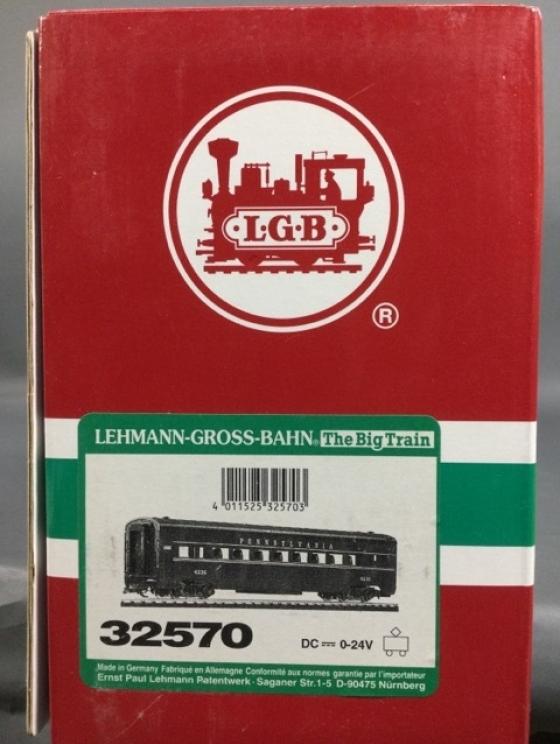 L·G·B
®
LEHMANN-GROSS-BAHN® The Big Train
4 011525 325703
PENNSYLVANIA
32570
DC 0-24V
Made in Germany Fabriqué en Allemagne Conformité aux normes garantie par l'importateur
Ernst Paul Lehmann Patentwerk · Saganer Str.1-5 D-90475 Nürnberg